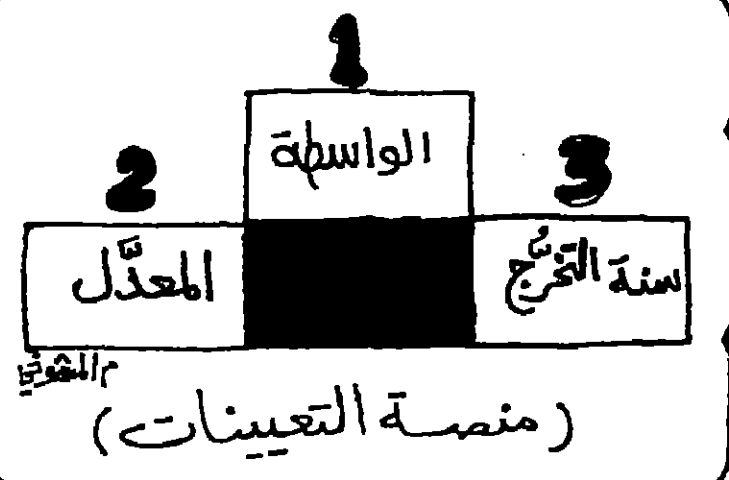 1
الواسطة
2
3
المعدَّل
سنة التخرُّج
(منصة التعيينات)